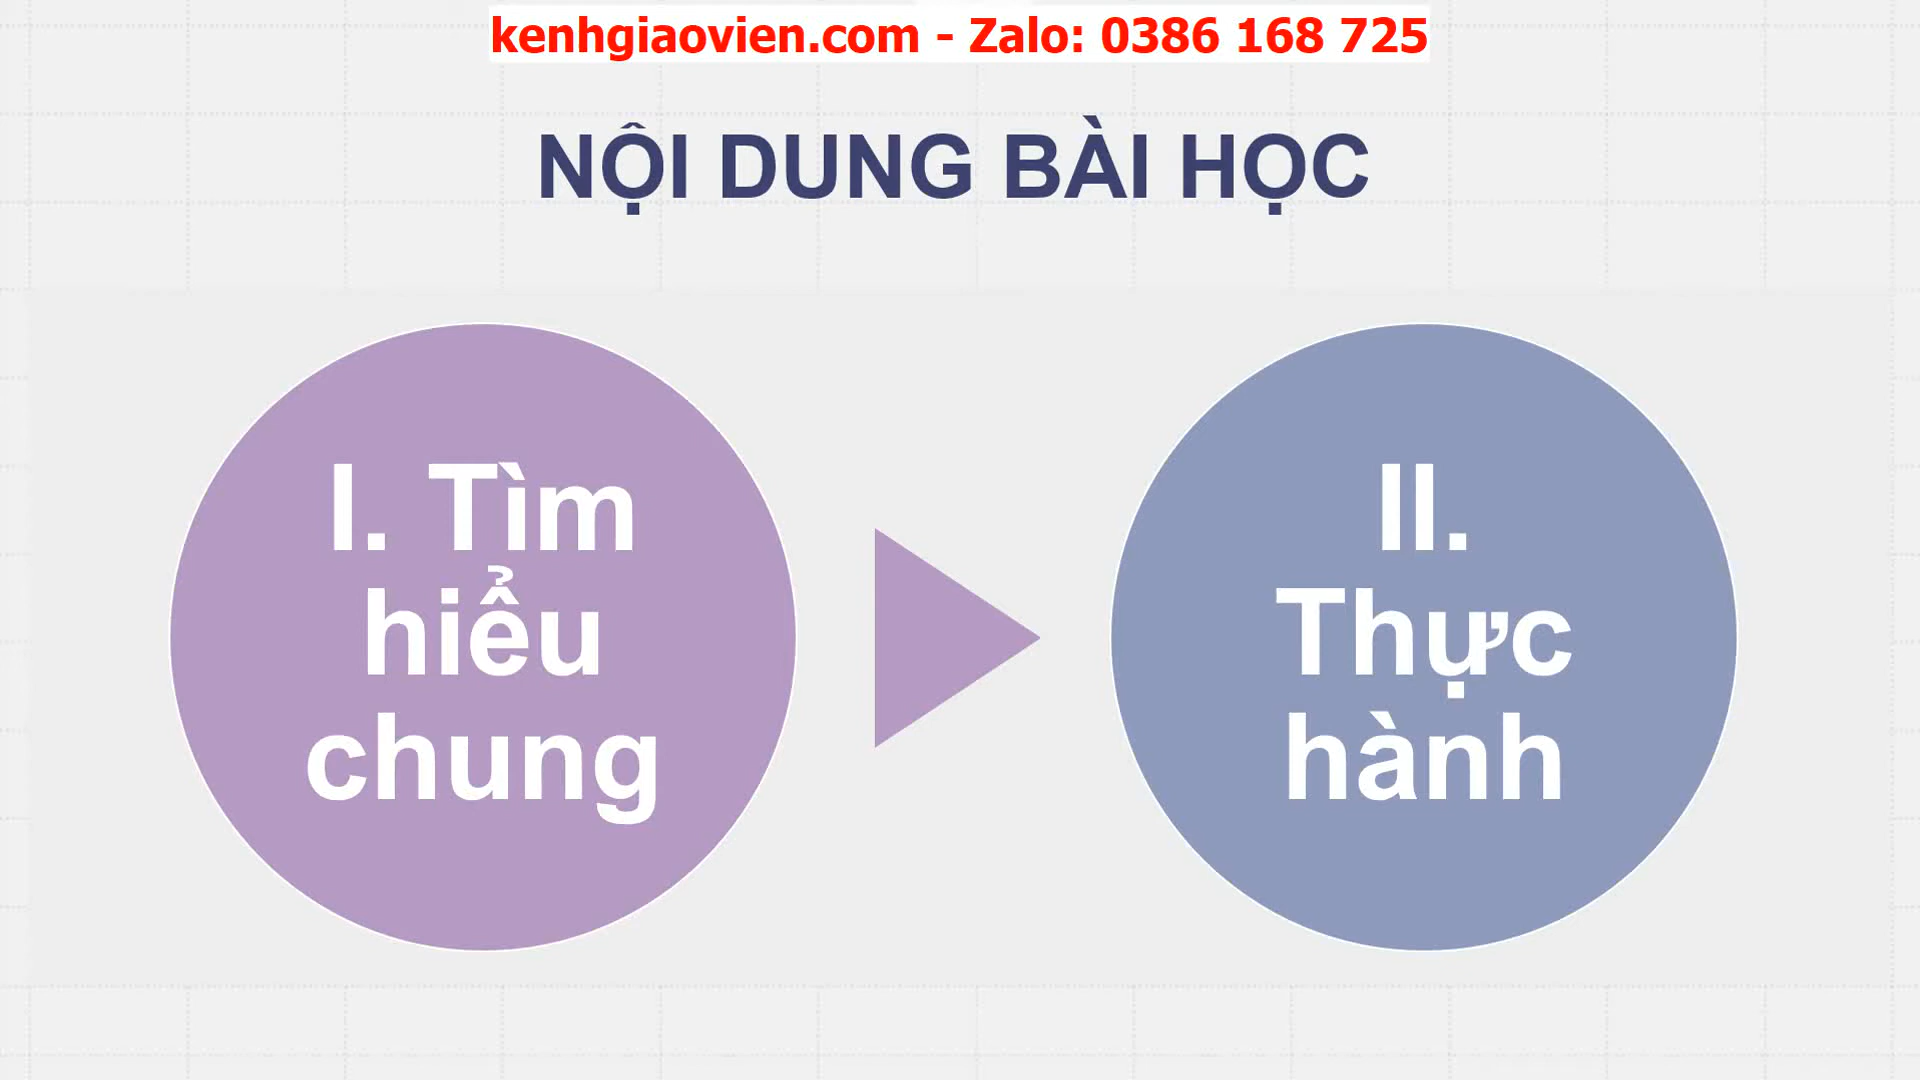 kenhgiaovien.com - Zalo: 0386 168 725
NỘI DUNG BÀI HỌC
I. Tìm
hiểu
chung
II.
Thực
hành